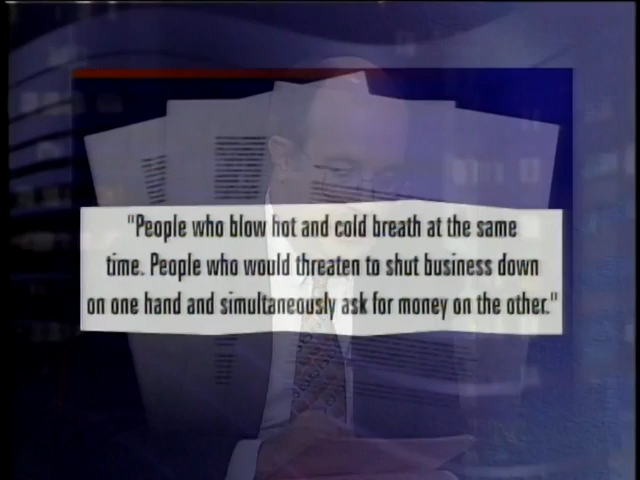 "People who blow hot and cold breath at the same
time. People who would threaten to shut business down
on one hand and simultaneously ask for money on the other."